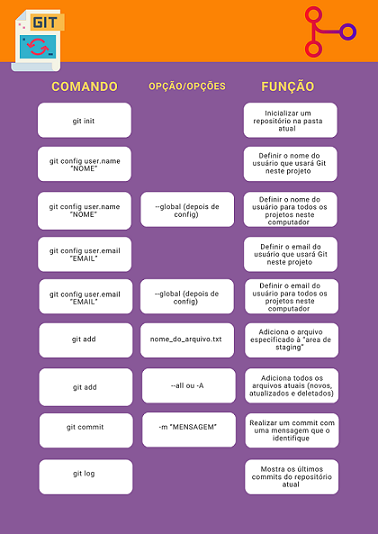 GIT
COMANDO OPÇÃO/OPÇÕES FUNÇÃO
git init
Inicializar um
repositório na pasta
atual
git config user.name
"NOME"
Definir o nome do
usuário que usará Git
neste projeto
git config user.name
"NOME"
--global (depois de
config)
Definir o nome do
usuário para todos os
projetos neste
computador
git config user.email
"EMAIL"
Definir o email do
usuário que usará Git
neste projeto
git config user.email
"EMAIL"
--global (depois de
config)
Definir o email do
usuário para todos os
projetos neste
computador
git add
nome_do_arquivo.txt
Adiciona o arquivo
especificado à "area de
staging"
git add
--all ou -A
Adiciona todos os
arquivos atuais (novos,
atualizados e deletados)
git commit
-m "MENSAGEM"
Realizar um commit com
uma mensagem que o
identifique
git log
Mostra os últimos
commits do repositório
atual